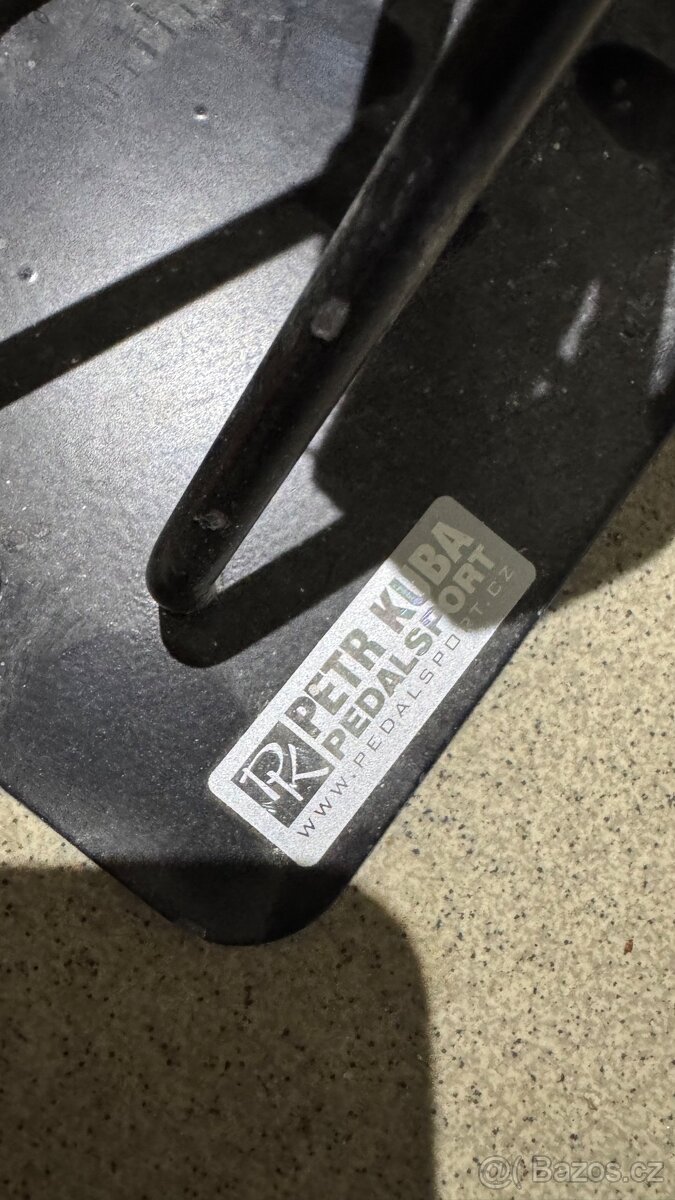 PK
PETR KUBA
PEDALSPORT
www.PEDALSPORT.cz
@( Bazos.cz